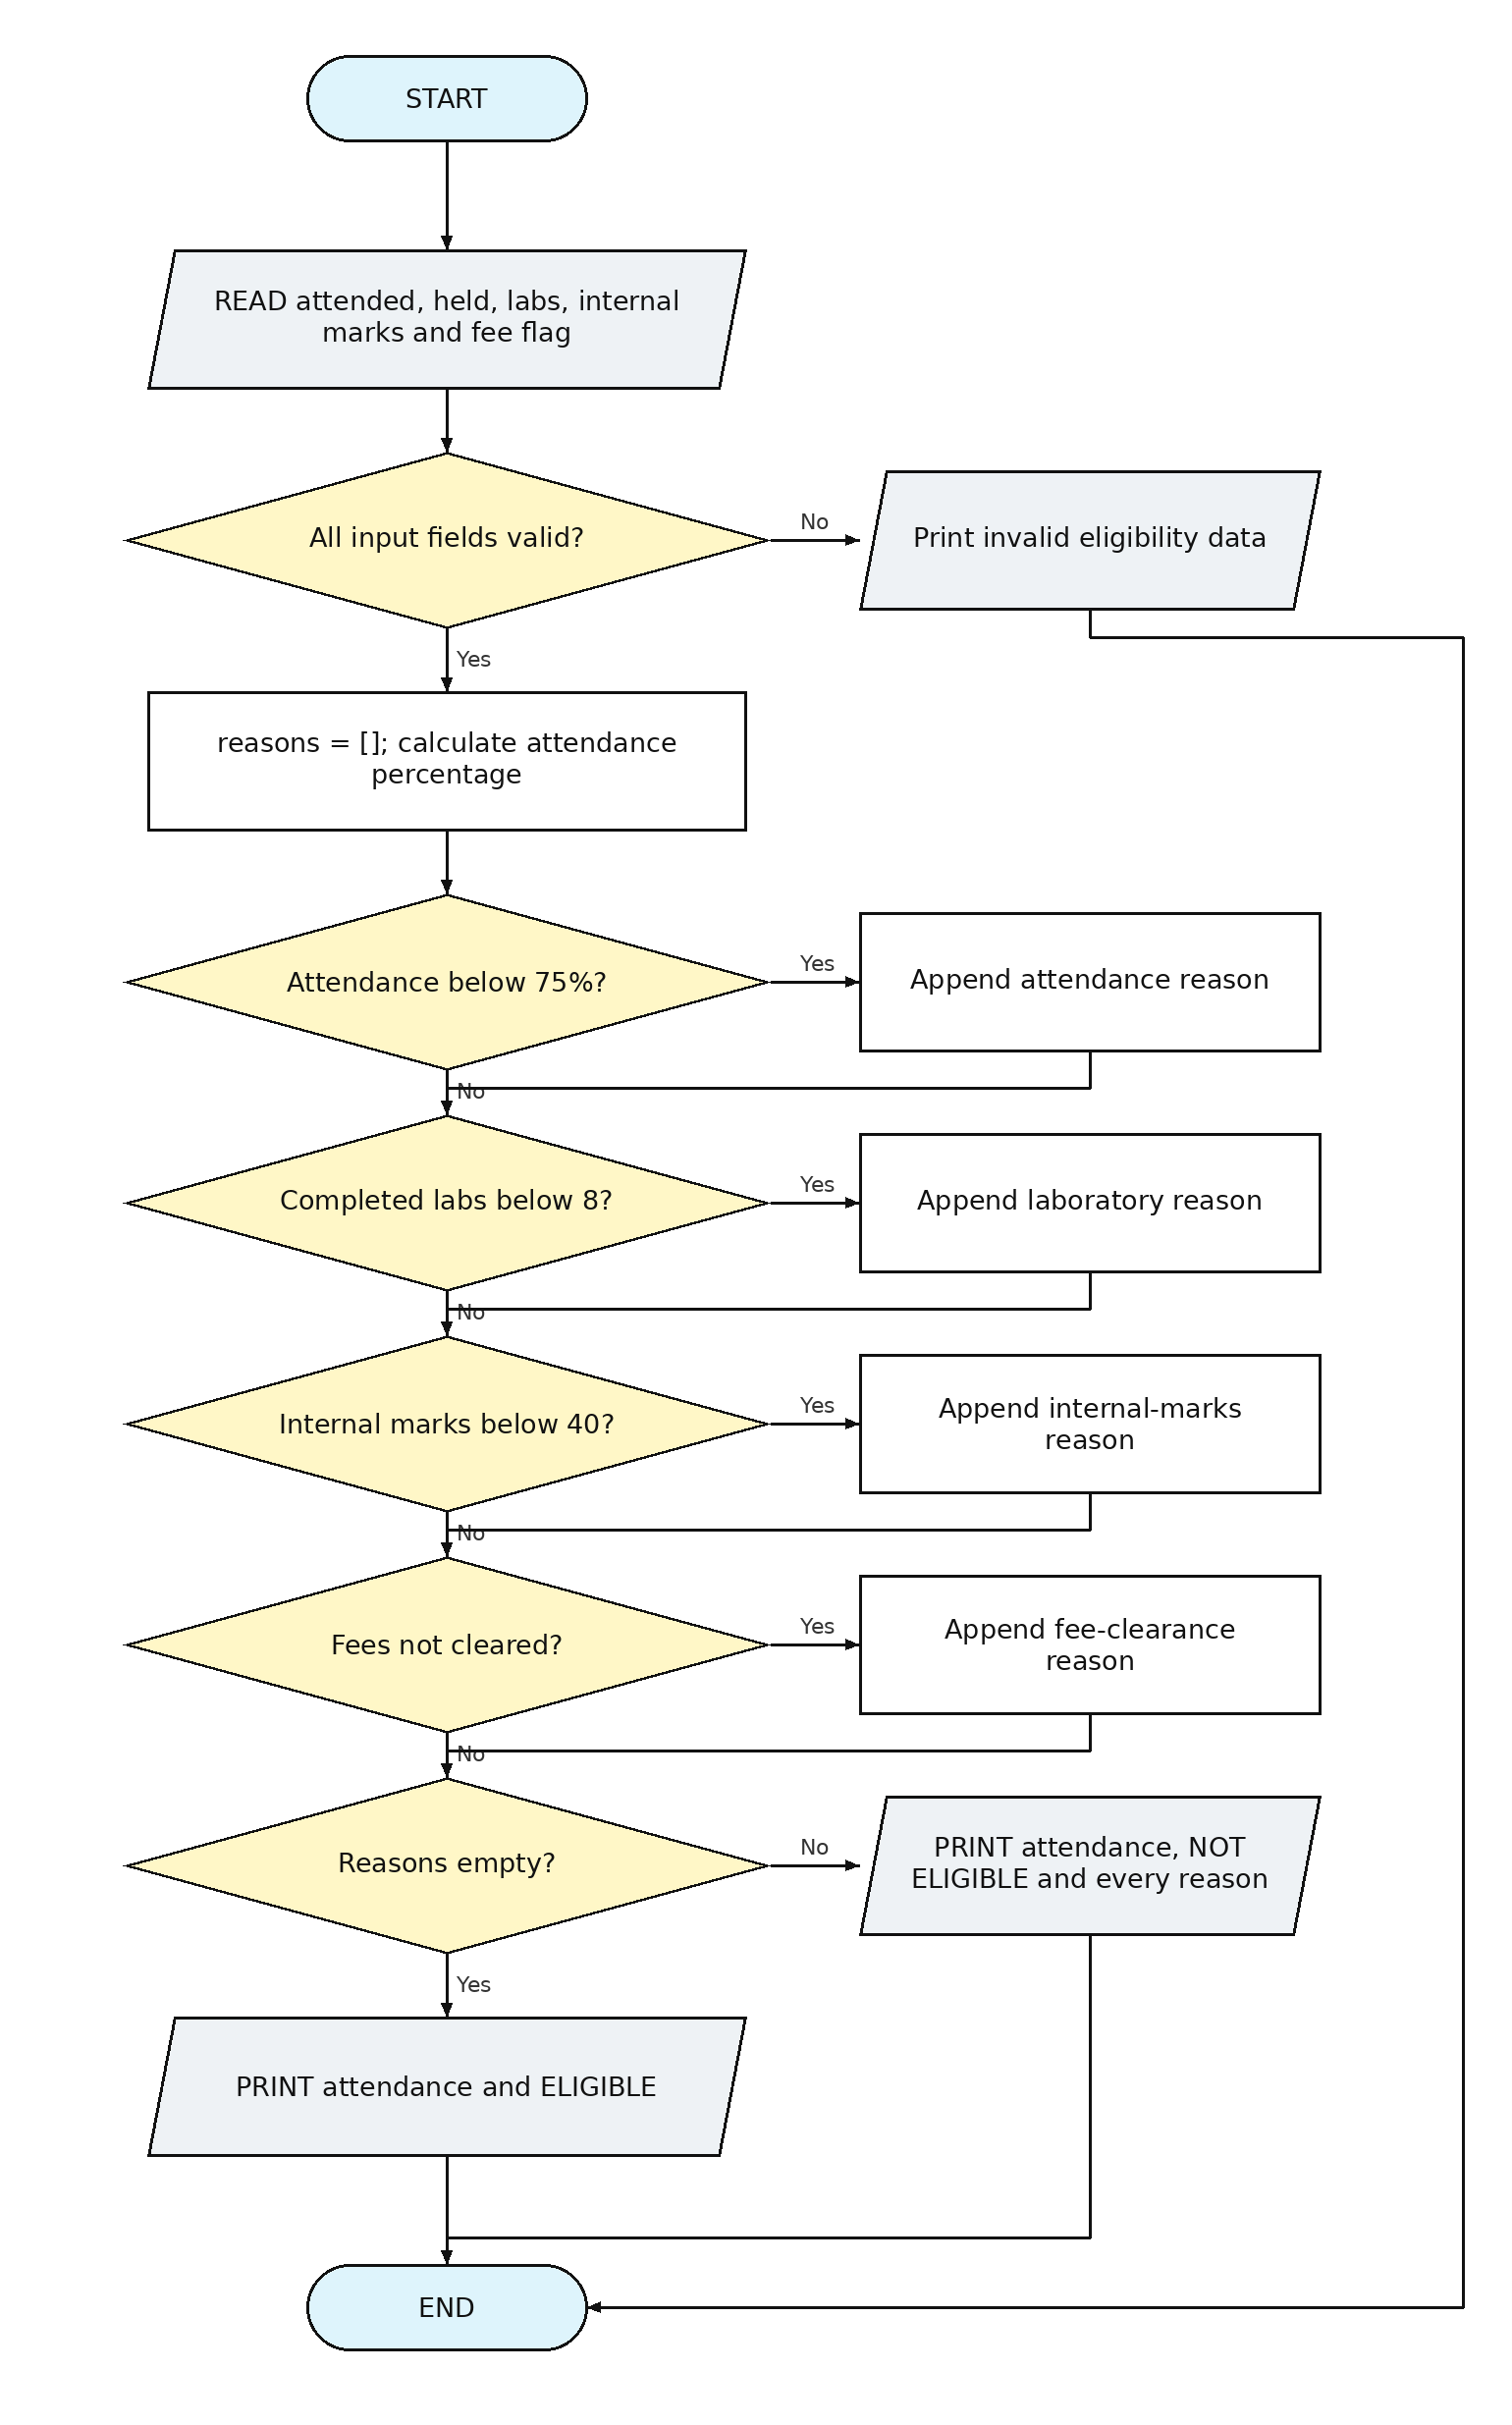 START
READ attended, held, labs, internal
marks and fee flag
All input fields valid?
No
Print invalid eligibility data
Yes
reasons = []; calculate attendance
percentage
Attendance below 75%?
Yes
Append attendance reason
No
Completed labs below 8?
Yes
Append laboratory reason
No
Internal marks below 40?
Yes
Append internal-marks
reason
No
Fees not cleared?
Yes
Append fee-clearance
reason
No
Reasons empty?
No
PRINT attendance, NOT
ELIGIBLE and every reason
Yes
PRINT attendance and ELIGIBLE
END